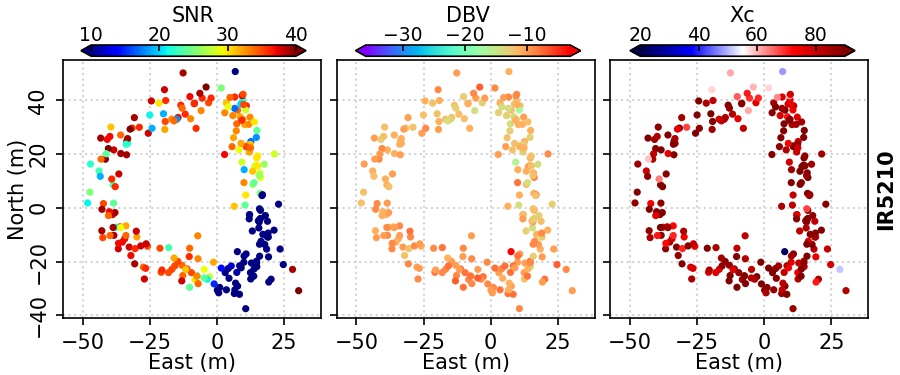 SNR DBV Xc
10 20 30 40 −30 −20 −10 20 40 60 80
North (m)
40
20
0
−20
−40
−50 −25 0 25 −50 −25 0 25 −50 −25 0 25
East (m) East (m) East (m)
IR5210